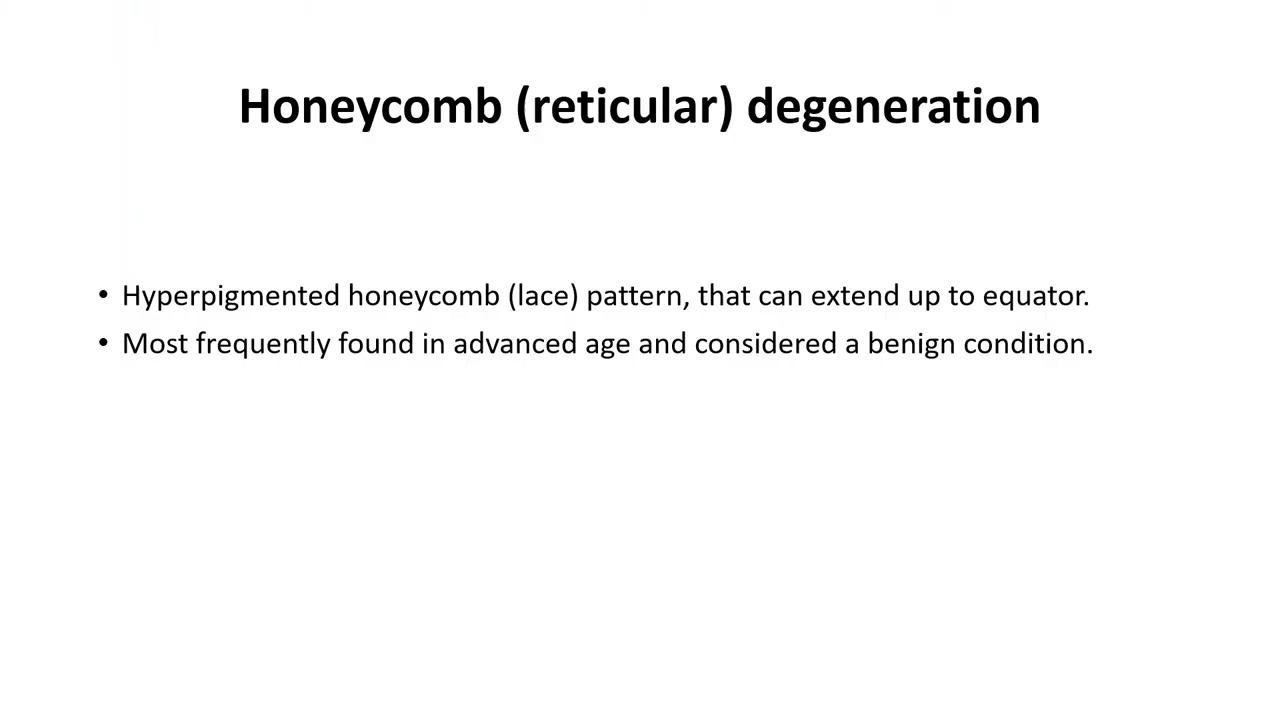 Honeycomb (reticular) degeneration
• Hyperpigmented honeycomb (lace) pattern, that can extend up to equator.
• Most frequently found in advanced age and considered a benign condition.